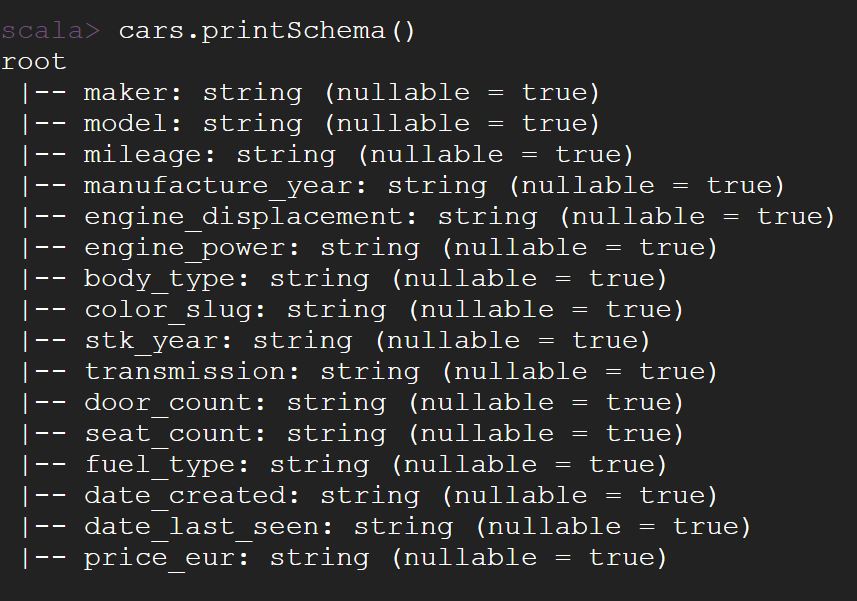 scala> cars.printSchema()
root
 |-- maker: string (nullable = true)
 |-- model: string (nullable = true)
 |-- mileage: string (nullable = true)
 |-- manufacture_year: string (nullable = true)
 |-- engine_displacement: string (nullable = true)
 |-- engine_power: string (nullable = true)
 |-- body_type: string (nullable = true)
 |-- color_slug: string (nullable = true)
 |-- stk_year: string (nullable = true)
 |-- transmission: string (nullable = true)
 |-- door_count: string (nullable = true)
 |-- seat_count: string (nullable = true)
 |-- fuel_type: string (nullable = true)
 |-- date_created: string (nullable = true)
 |-- date_last_seen: string (nullable = true)
 |-- price_eur: string (nullable = true)